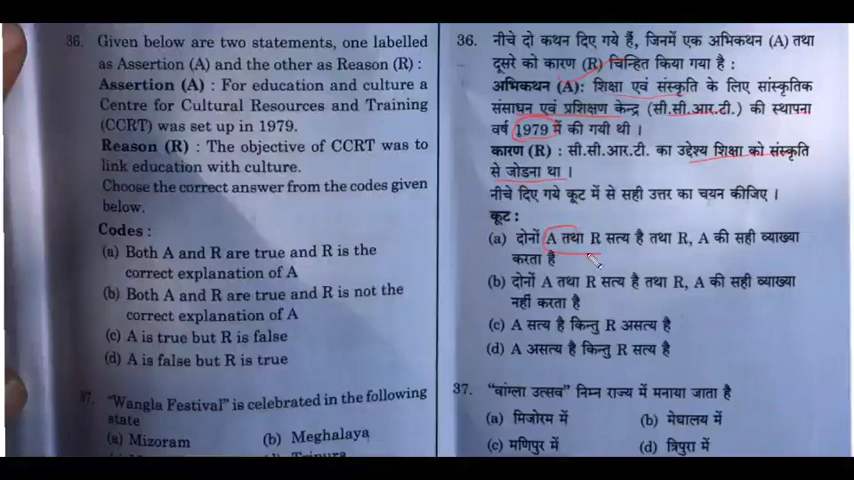 36. Given below are two statements, one labelled
as Assertion (A) and the other as Reason (R) :
Assertion (A) : For education and culture a
Centre for Cultural Resources and Training
(CCRT) was set up in 1979.
Reason (R) : The objective of CCRT was to
link education with culture.
Choose the correct answer from the codes given
below.
Codes :
(a) Both A and R are true and R is the
correct explanation of A
(b) Both A and R are true and R is not the
correct explanation of A
(c) A is true but R is false
(d) A is false but R is true
37. "Wangla Festival" is celebrated in the following
state
(a) Mizoram (b) Meghalaya
36. नीचे दो कथन दिए गये हैं, जिनमें एक अभिकथन (A) तथा
दूसरे को कारण (R) चिन्हित किया गया है :
अभिकथन (A): शिक्षा एवं संस्कृति के लिए सांस्कृतिक
संसाधन एवं प्रशिक्षण केन्द्र (सी.सी.आर.टी.) की स्थापना
वर्ष 1979 में की गयी थी ।
कारण (R) : सी.सी.आर.टी. का उद्देश्य शिक्षा को संस्कृति
से जोडना था ।
नीचे दिए गये कूट में से सही उत्तर का चयन कीजिए ।
कूट :
(a) दोनों A तथा R सत्य है तथा R, A की सही व्याख्या
करता है
(b) दोनों A तथा R सत्य है तथा R, A की सही व्याख्या
नहीं करता है
(c) A सत्य है किन्तु R असत्य है
(d) A असत्य है किन्तु R सत्य है
37. "वांग्ला उत्सव" निम्न राज्य में मनाया जाता है
(a) मिजोरम में (b) मेघालय में
(c) मणिपुर में (d) त्रिपुरा में